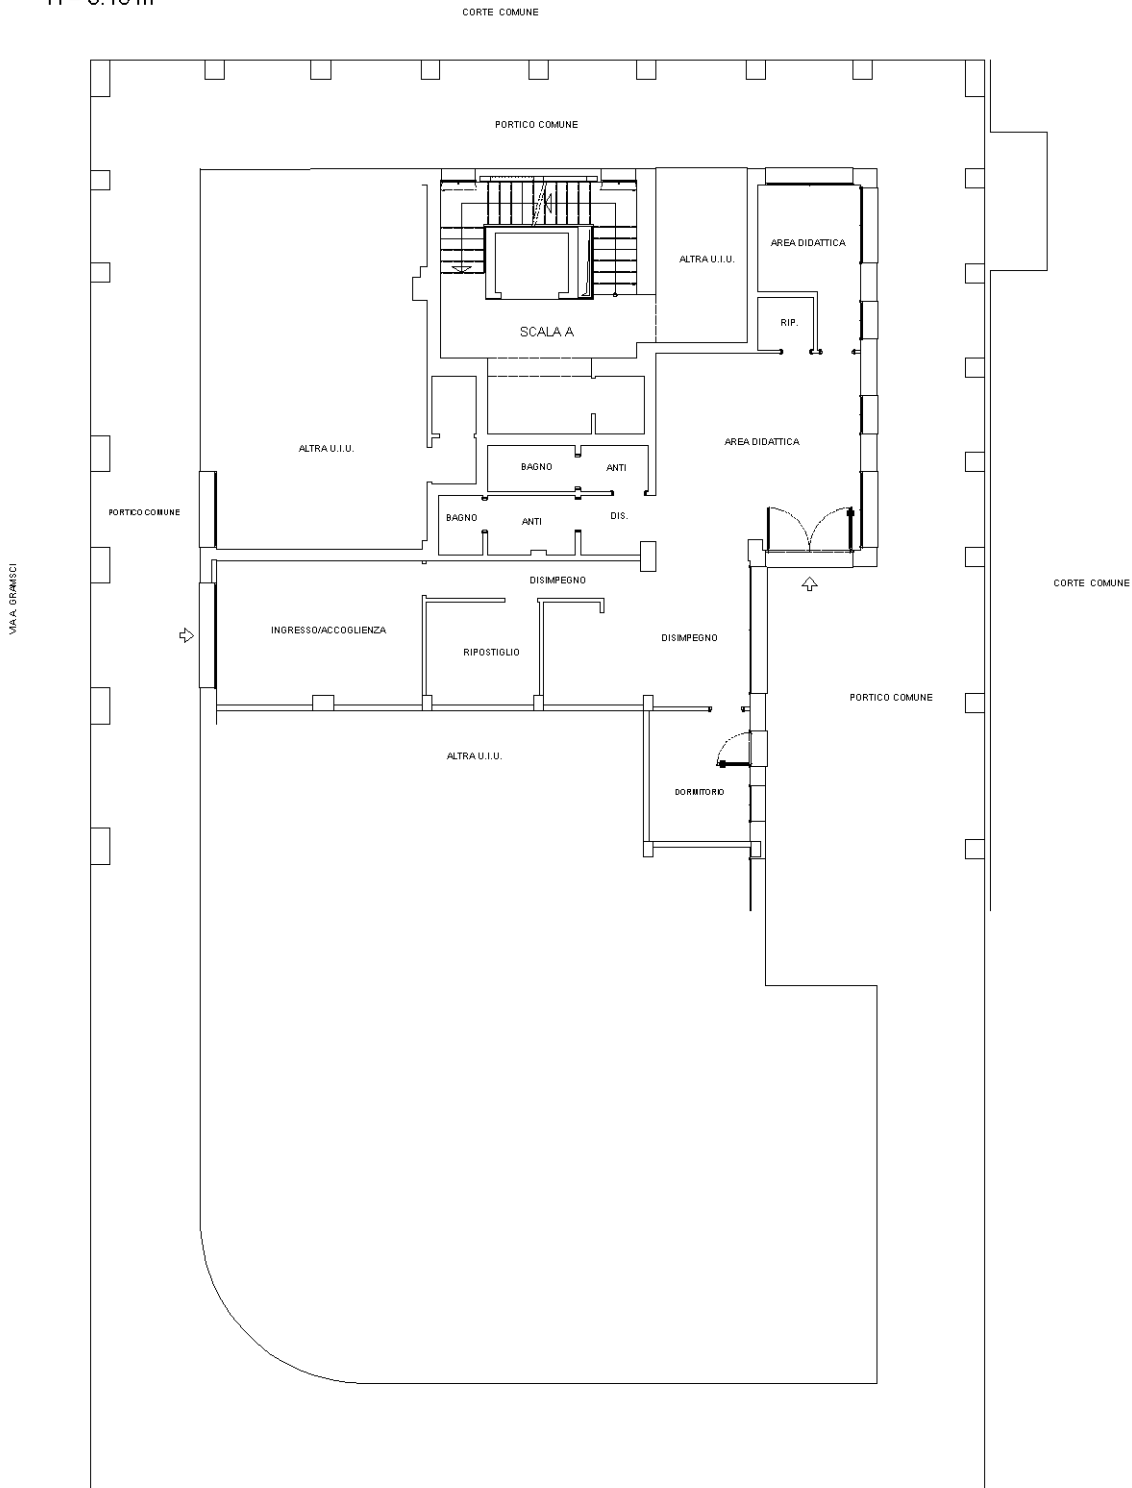 CORTE COMUNE
PORTICO COMUNE
AREA DIDATTICA
ALTRA U.I.U.
RIP.
SCALA A
AREA DIDATTICA
ALTRA U.I.U.
BAGNO
ANTI
PORTICO COMUNE
BAGNO
ANTI
DIS.
DISIMPEGNO
VIA A. GRAMSCI
CORTE COMUNE
INGRESSO/ACCOGLIENZA
DISIMPEGNO
RIPOSTIGLIO
PORTICO COMUNE
ALTRA U.I.U.
DORMITORIO